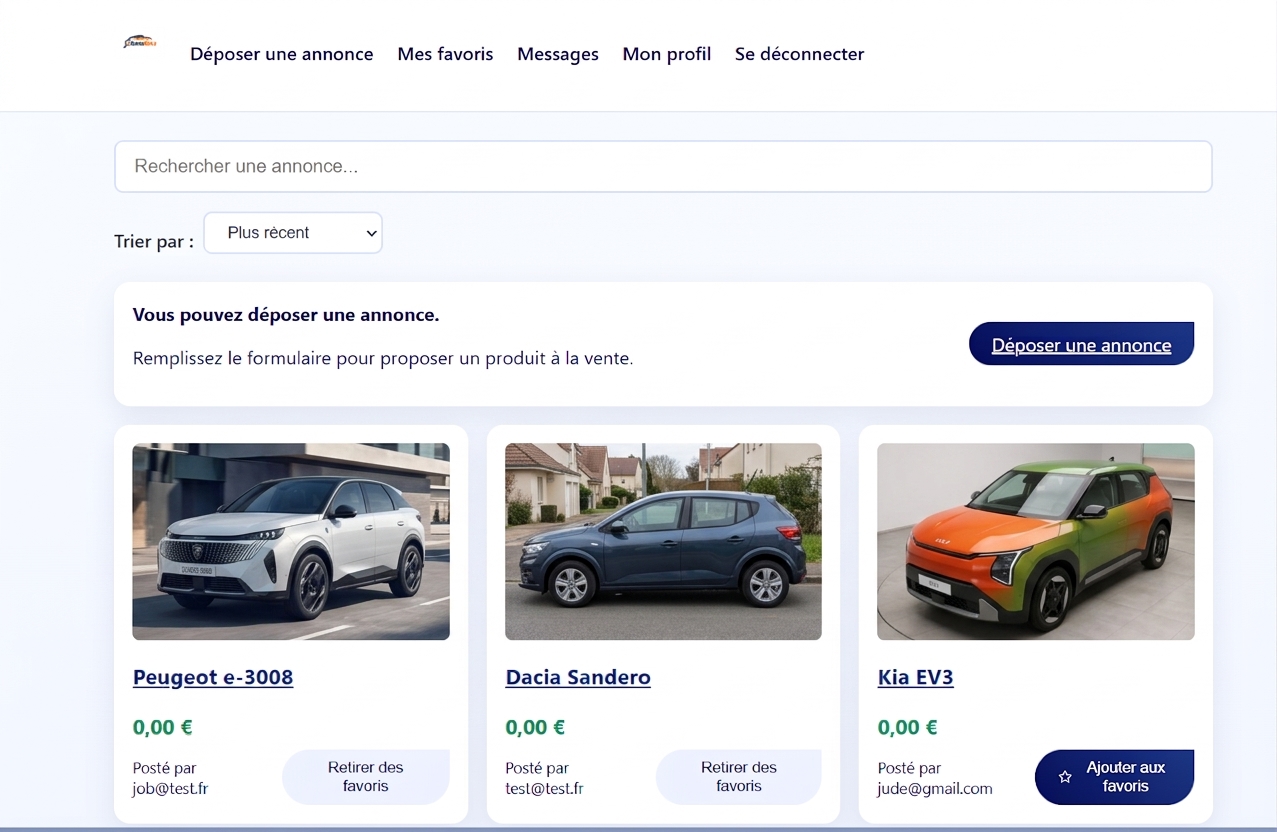 Déposer une annonce Mes favoris Messages Mon profil Se déconnecter
Rechercher une annonce...
Trier par : Plus récent
Vous pouvez déposer une annonce.
Remplissez le formulaire pour proposer un produit à la vente.
Déposer une annonce
Peugeot e-3008
0,00 €
Posté par
job@test.fr
Retirer des
favoris
Dacia Sandero
0,00 €
Posté par
test@test.fr
Retirer des
favoris
KIA
Kia EV3
0,00 €
Posté par
jude@gmail.com
Ajouter aux
favoris